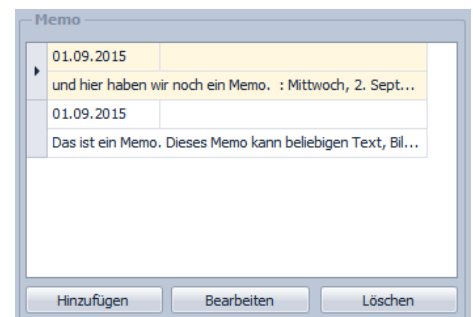 Memo
01.09.2015
und hier haben wir noch ein Memo. : Mittwoch, 2. Sept...
01.09.2015
Das ist ein Memo. Dieses Memo kann beliebigen Text, Bil...
Hinzufügen Bearbeiten Löschen